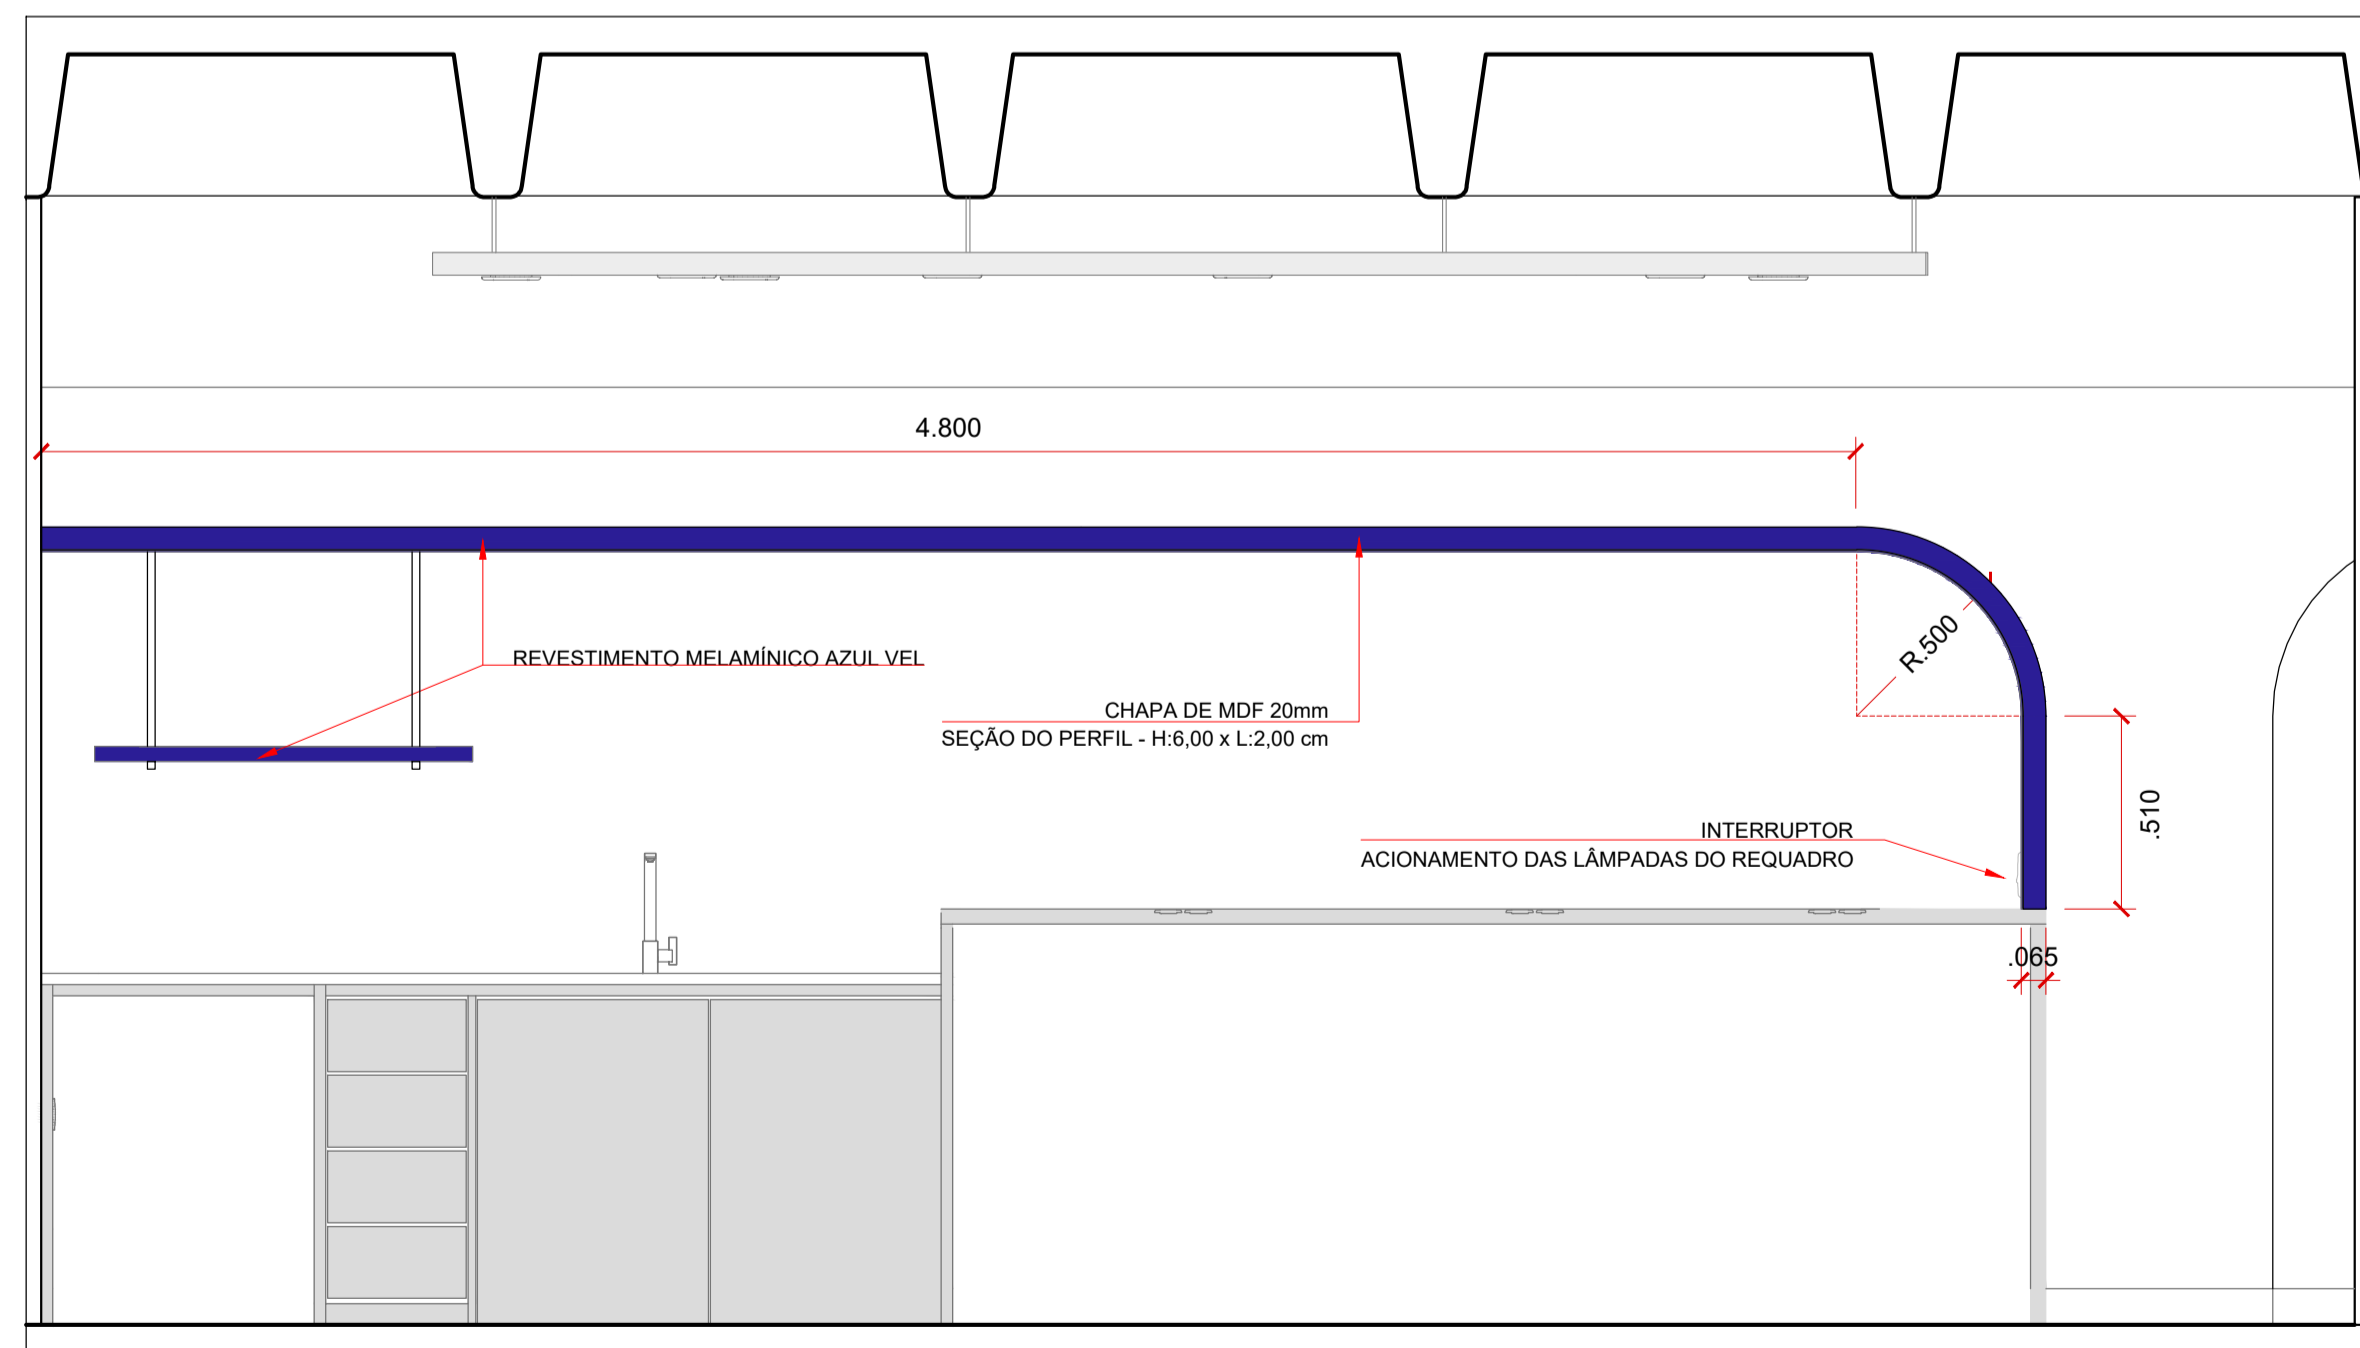 4.800
REVESTIMENTO MELAMÍNICO AZUL VEL
R.500
CHAPA DE MDF 20mm
SEÇÃO DO PERFIL - H:6,00 x L:2,00 cm
.510
INTERRUPTOR
ACIONAMENTO DAS LÂMPADAS DO REQUADRO
.065